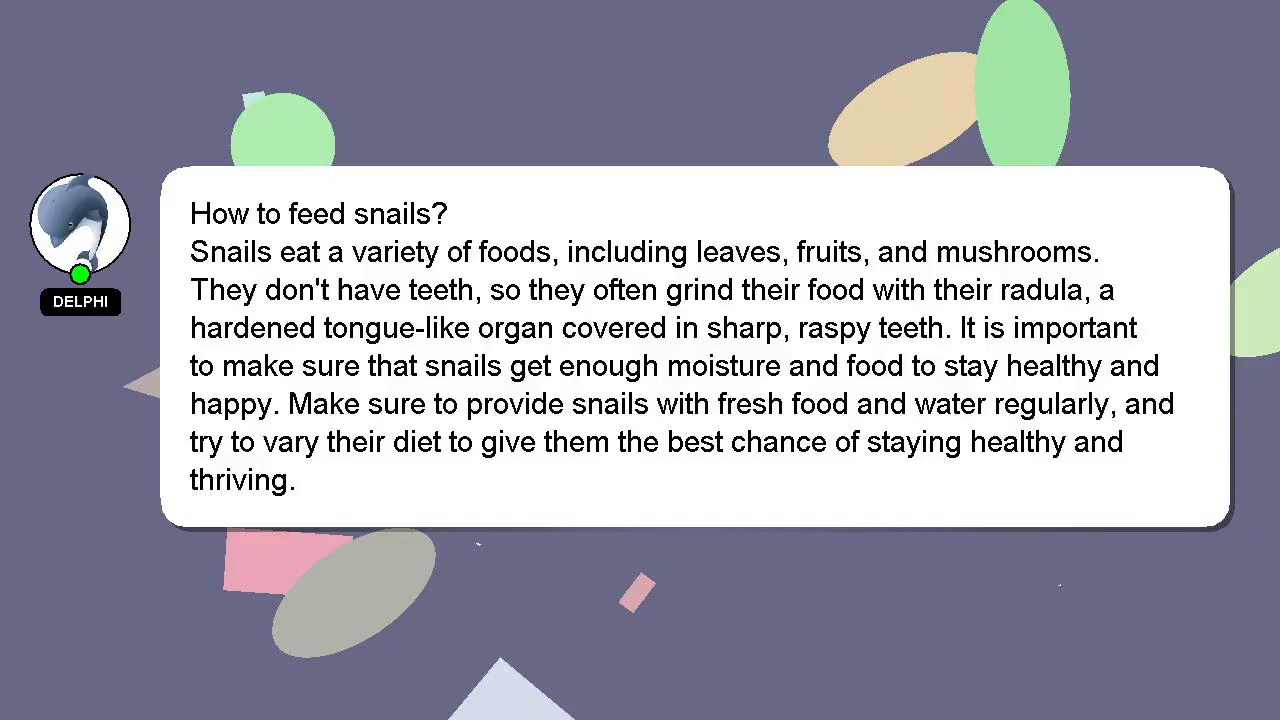 How to feed snails?
Snails eat a variety of foods, including leaves, fruits, and mushrooms.
They don't have teeth, so they often grind their food with their radula, a
hardened tongue-like organ covered in sharp, raspy teeth. It is important
to make sure that snails get enough moisture and food to stay healthy and
happy. Make sure to provide snails with fresh food and water regularly, and
try to vary their diet to give them the best chance of staying healthy and
thriving.
DELPHI